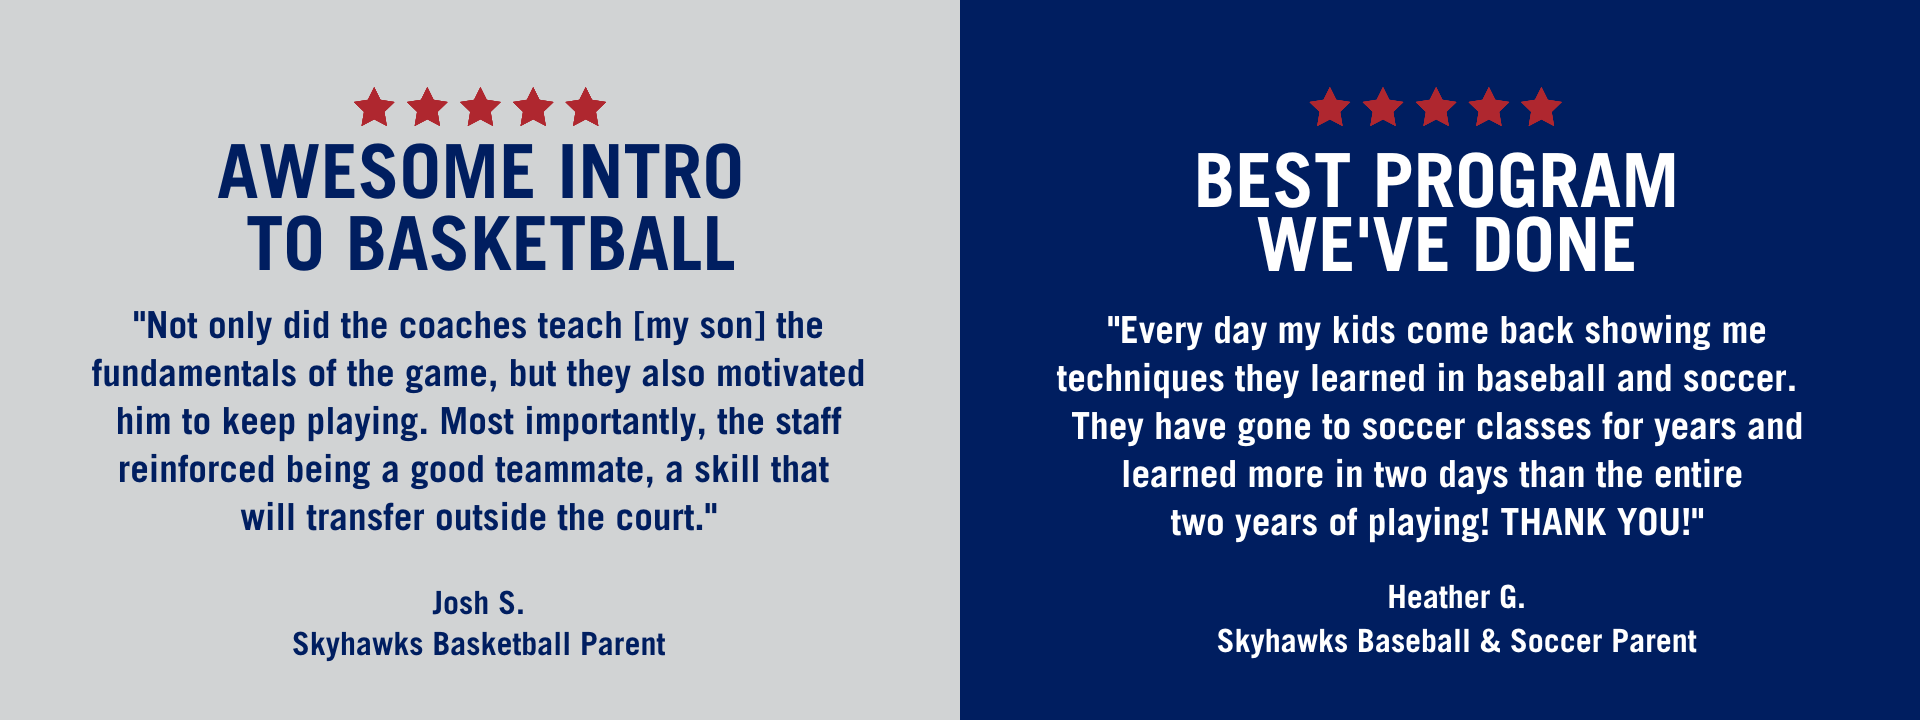 AWESOME INTRO
TO BASKETBALL
"Not only did the coaches teach [my son] the
fundamentals of the game, but they also motivated
him to keep playing. Most importantly, the staff
reinforced being a good teammate, a skill that
will transfer outside the court."
Josh S.
Skyhawks Basketball Parent
BEST PROGRAM
WE'VE DONE
"Every day my kids come back showing me
techniques they learned in baseball and soccer.
They have gone to soccer classes for years and
learned more in two days than the entire
two years of playing! THANK YOU!"
Heather G.
Skyhawks Baseball & Soccer Parent